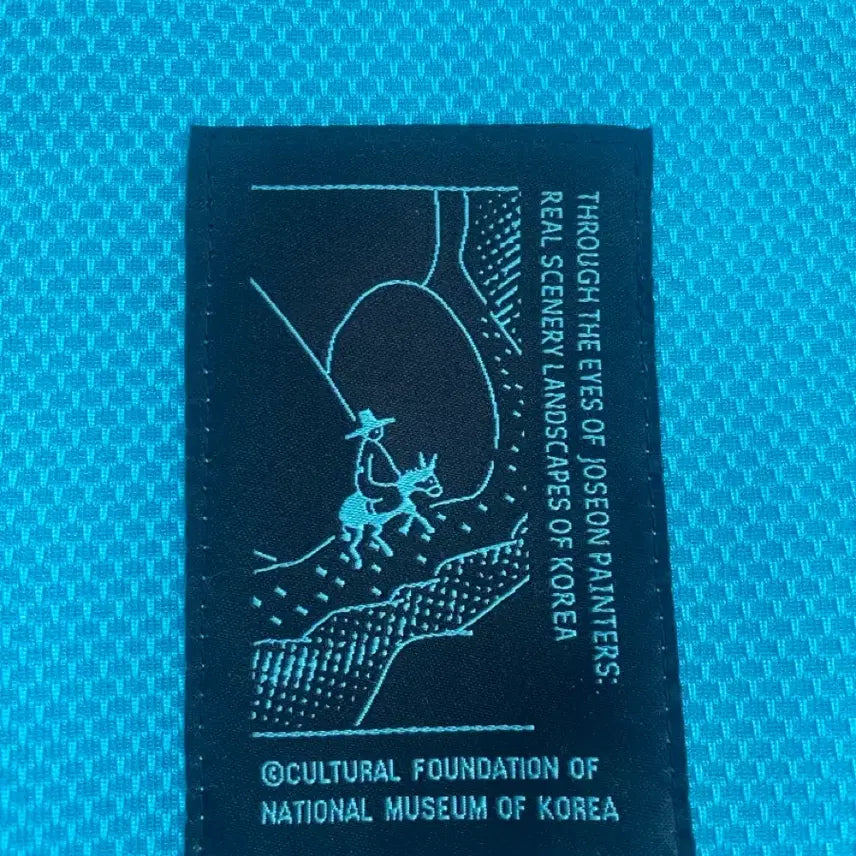 THROUGH THE EYES OF JOSEON PAINTERS:
REAL SCENERY LANDSCAPES OF KOREA
©CULTURAL FOUNDATION OF
NATIONAL MUSEUM OF KOREA